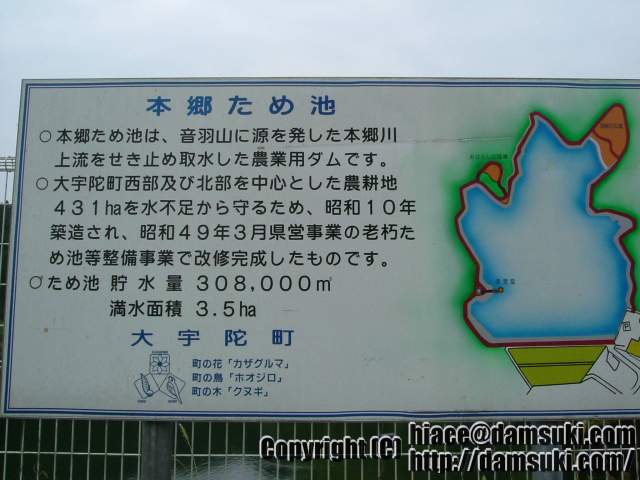 本郷ため池
○本郷ため池は、音羽山に源を発した本郷川
上流をせき止め取水した農業用ダムです。
○大宇陀町西部及び北部を中心とした農耕地
431haを水不足から守るため、昭和10年
築造され、昭和49年3月県営事業の老朽た
め池等整備事業で改修完成したものです。
○ため池 貯水量 308,000㎥
満水面積 3.5ha
大宇陀町
町の花「カザグルマ」
町の鳥「ホオジロ」
町の木「クヌギ」
P
Copyright (C) hiace@damsuki.com
http://damsuki.com/